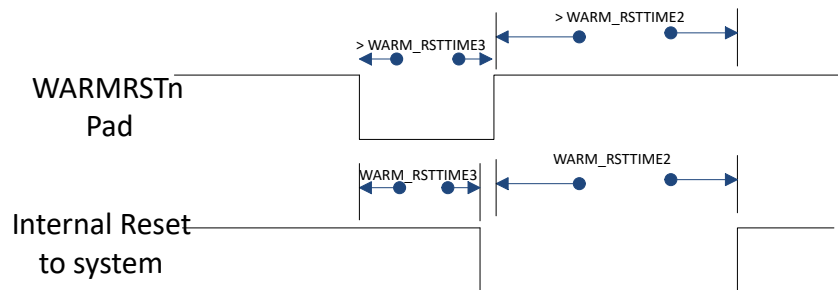 > WARM_RSTTIME2
> WARM_RSTTIME3
WARMRSTn
Pad
WARM_RSTTIME3
WARM_RSTTIME2
Internal Reset
to system